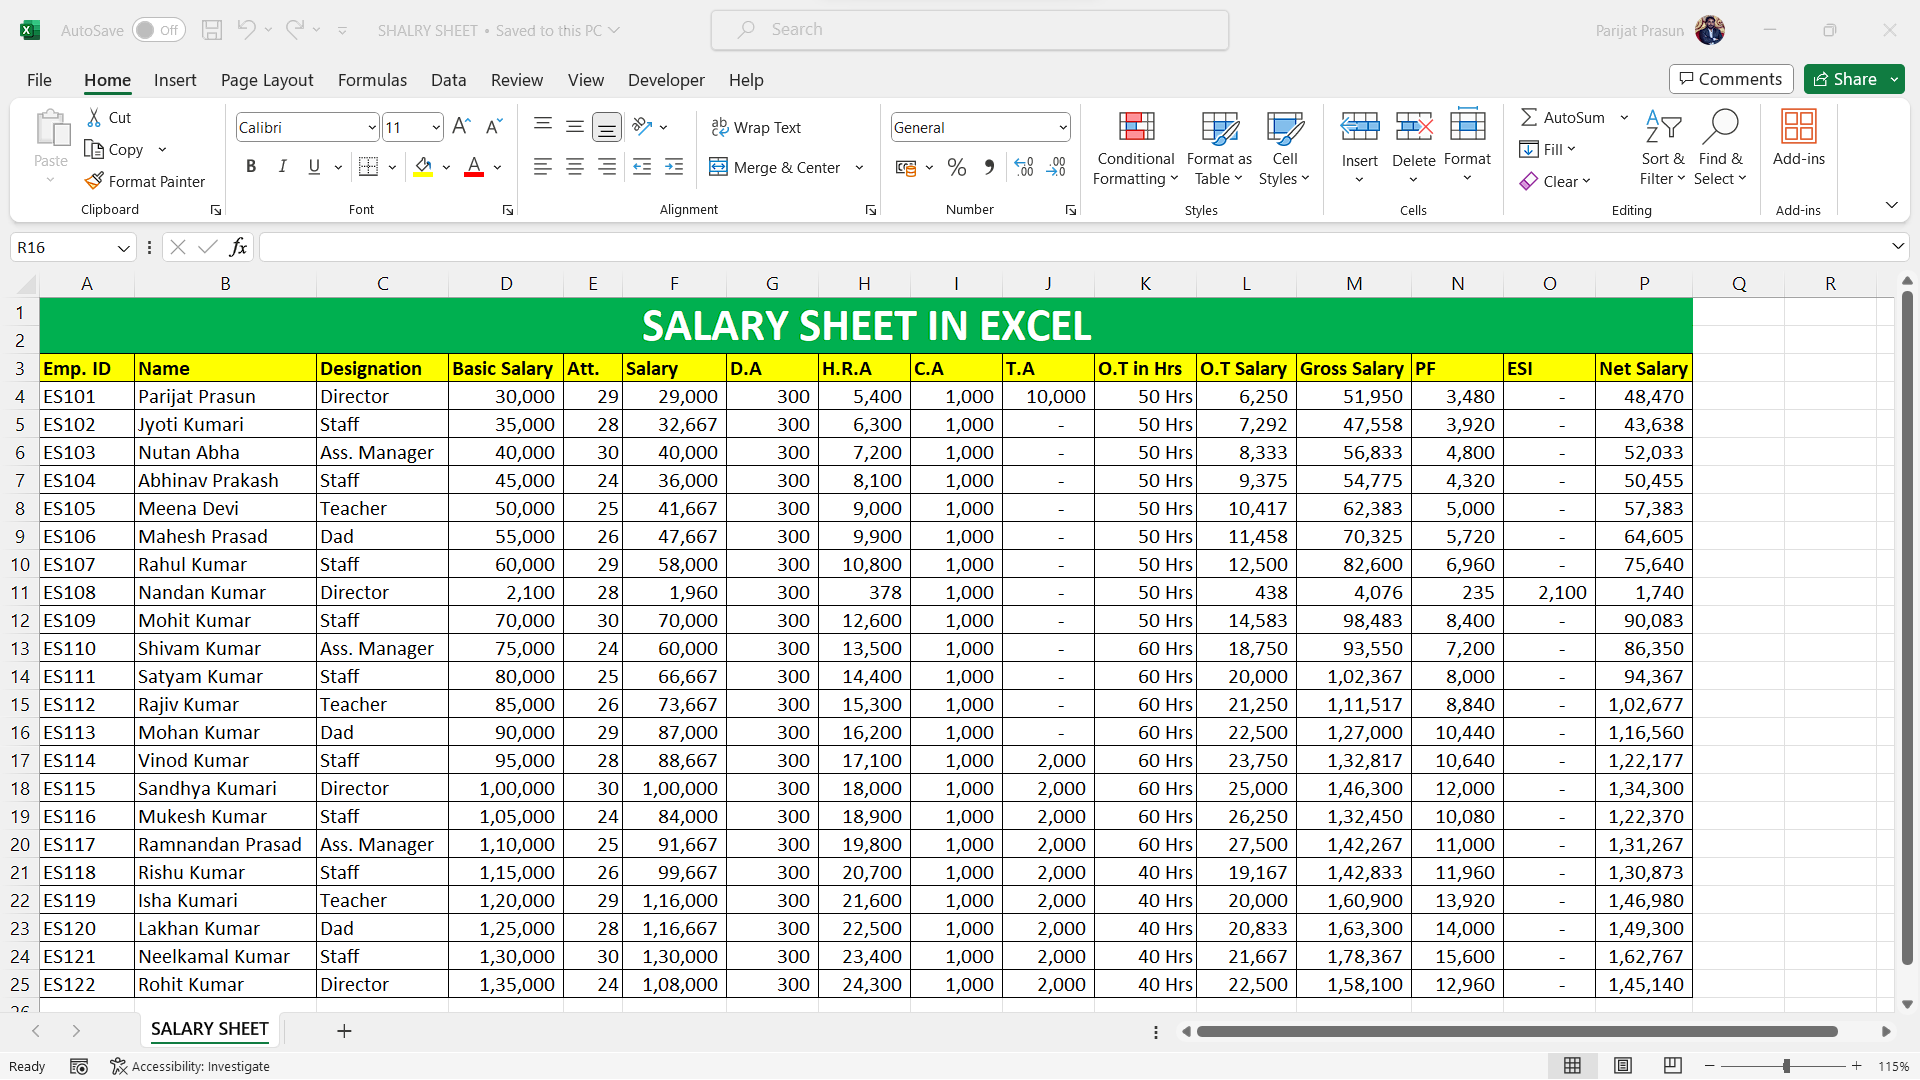 AutoSave Off SHALRY SHEET • Saved to this PC Search Parijat Prasun
File Home Insert Page Layout Formulas Data Review View Developer Help Comments Share
Paste Cut Copy Format Painter Clipboard
Calibri 11 B I U A Font
Wrap Text Merge & Center Alignment
General % Number
Conditional Formatting Format as Table Cell Styles Styles
Insert Delete Format Cells
AutoSum Fill Clear Sort & Filter Find & Select Editing
Add-ins Add-ins
R16 fx
A B C D E F G H I J K L M N O P Q R
1 SALARY SHEET IN EXCEL
2
3 Emp. ID Name Designation Basic Salary Att. Salary D.A H.R.A C.A T.A O.T in Hrs O.T Salary Gross Salary PF ESI Net Salary
4 ES101 Parijat Prasun Director 30,000 29 29,000 300 5,400 1,000 10,000 50 Hrs 6,250 51,950 3,480 - 48,470
5 ES102 Jyoti Kumari Staff 35,000 28 32,667 300 6,300 1,000 - 50 Hrs 7,292 47,558 3,920 - 43,638
6 ES103 Nutan Abha Ass. Manager 40,000 30 40,000 300 7,200 1,000 - 50 Hrs 8,333 56,833 4,800 - 52,033
7 ES104 Abhinav Prakash Staff 45,000 24 36,000 300 8,100 1,000 - 50 Hrs 9,375 54,775 4,320 - 50,455
8 ES105 Meena Devi Teacher 50,000 25 41,667 300 9,000 1,000 - 50 Hrs 10,417 62,383 5,000 - 57,383
9 ES106 Mahesh Prasad Dad 55,000 26 47,667 300 9,900 1,000 - 50 Hrs 11,458 70,325 5,720 - 64,605
10 ES107 Rahul Kumar Staff 60,000 29 58,000 300 10,800 1,000 - 50 Hrs 12,500 82,600 6,960 - 75,640
11 ES108 Nandan Kumar Director 2,100 28 1,960 300 378 1,000 - 50 Hrs 438 4,076 235 2,100 1,740
12 ES109 Mohit Kumar Staff 70,000 30 70,000 300 12,600 1,000 - 50 Hrs 14,583 98,483 8,400 - 90,083
13 ES110 Shivam Kumar Ass. Manager 75,000 24 60,000 300 13,500 1,000 - 60 Hrs 18,750 93,550 7,200 - 86,350
14 ES111 Satyam Kumar Staff 80,000 25 66,667 300 14,400 1,000 - 60 Hrs 20,000 1,02,367 8,000 - 94,367
15 ES112 Rajiv Kumar Teacher 85,000 26 73,667 300 15,300 1,000 - 60 Hrs 21,250 1,11,517 8,840 - 1,02,677
16 ES113 Mohan Kumar Dad 90,000 29 87,000 300 16,200 1,000 - 60 Hrs 22,500 1,27,000 10,440 - 1,16,560
17 ES114 Vinod Kumar Staff 95,000 28 88,667 300 17,100 1,000 2,000 60 Hrs 23,750 1,32,817 10,640 - 1,22,177
18 ES115 Sandhya Kumari Director 1,00,000 30 1,00,000 300 18,000 1,000 2,000 60 Hrs 25,000 1,46,300 12,000 - 1,34,300
19 ES116 Mukesh Kumar Staff 1,05,000 24 84,000 300 18,900 1,000 2,000 60 Hrs 26,250 1,32,450 10,080 - 1,22,370
20 ES117 Ramnandan Prasad Ass. Manager 1,10,000 25 91,667 300 19,800 1,000 2,000 60 Hrs 27,500 1,42,267 11,000 - 1,31,267
21 ES118 Rishu Kumar Staff 1,15,000 26 99,667 300 20,700 1,000 2,000 40 Hrs 19,167 1,42,833 11,960 - 1,30,873
22 ES119 Isha Kumari Teacher 1,20,000 29 1,16,000 300 21,600 1,000 2,000 40 Hrs 20,000 1,60,900 13,920 - 1,46,980
23 ES120 Lakhan Kumar Dad 1,25,000 28 1,16,667 300 22,500 1,000 2,000 40 Hrs 20,833 1,63,300 14,000 - 1,49,300
24 ES121 Neelkamal Kumar Staff 1,30,000 30 1,30,000 300 23,400 1,000 2,000 40 Hrs 21,667 1,78,367 15,600 - 1,62,767
25 ES122 Rohit Kumar Director 1,35,000 24 1,08,000 300 24,300 1,000 2,000 40 Hrs 22,500 1,58,100 12,960 - 1,45,140
SALARY SHEET
Ready Accessibility: Investigate 115%